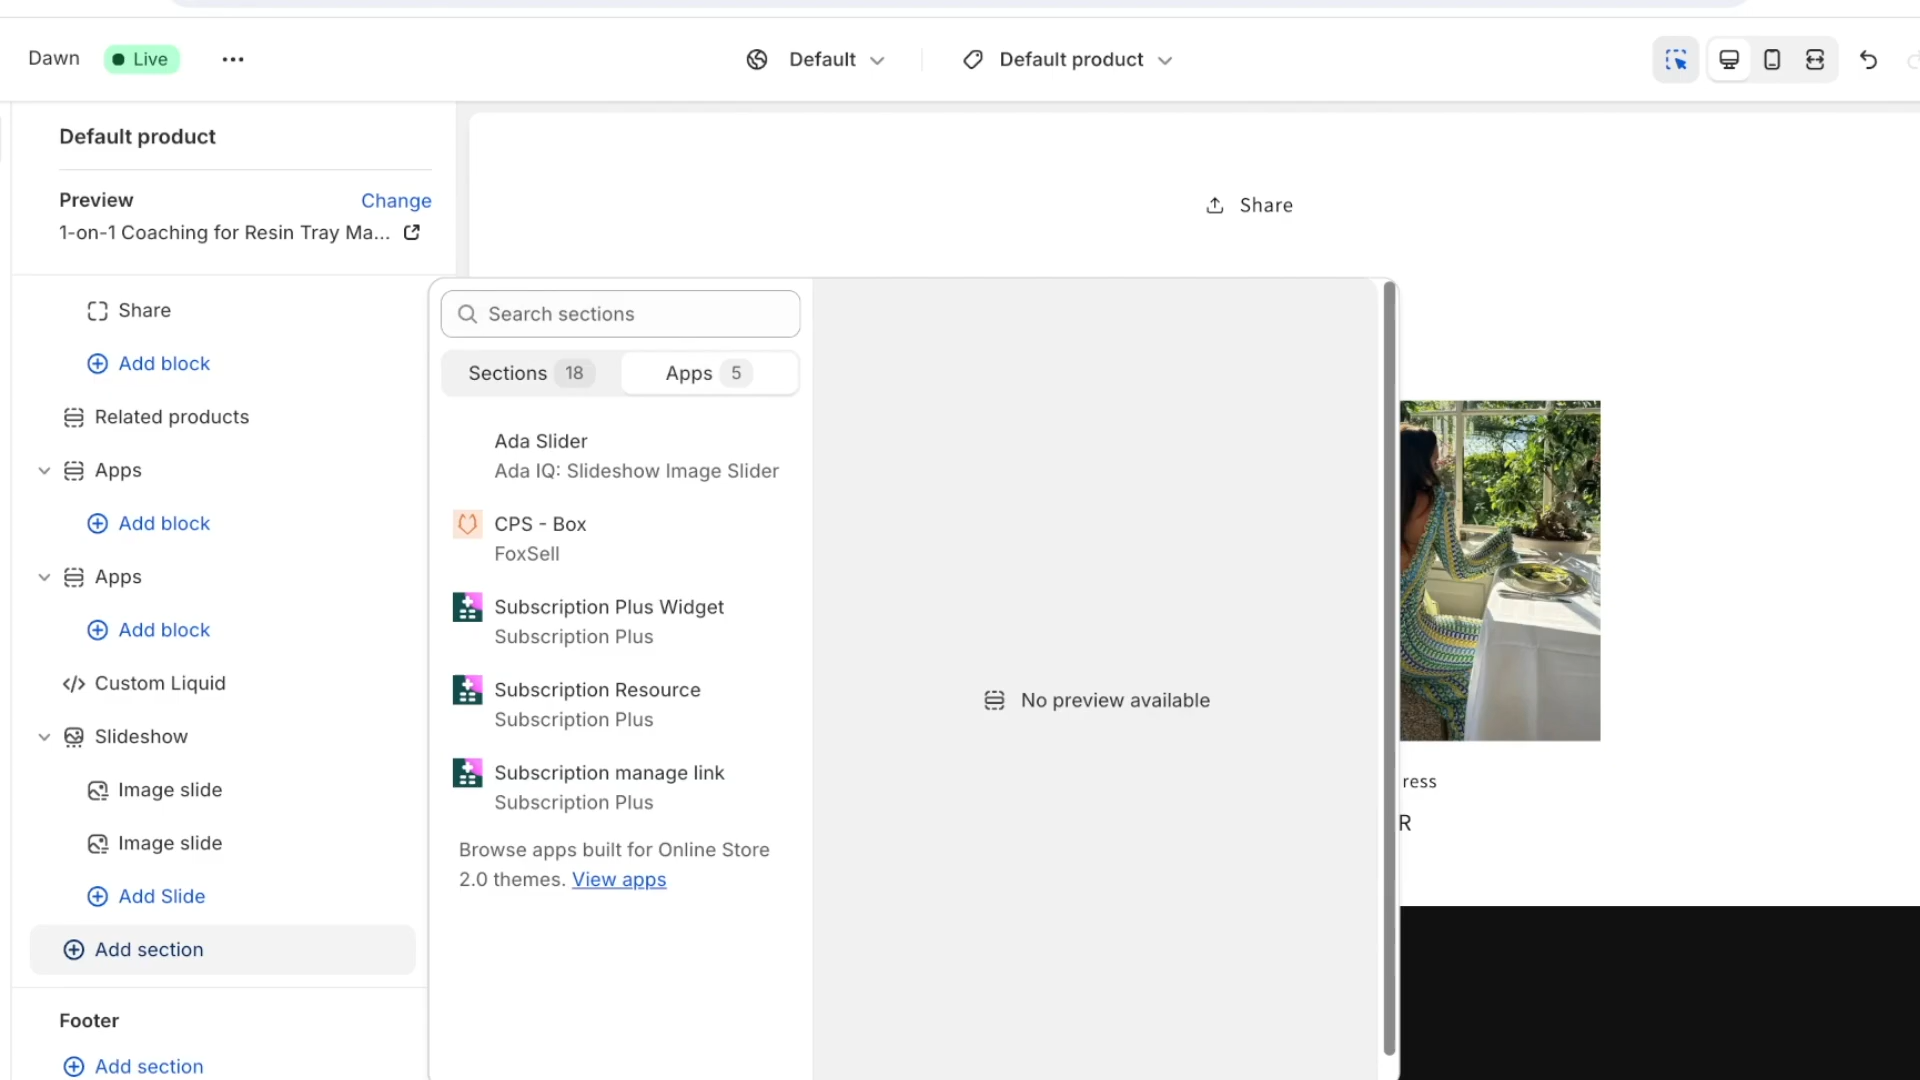 Dawn
Live
Default
Default product
Default product
Preview
Change
1-on-1 Coaching for Resin Tray Ma...
Share
Add block
Related products
Apps
Add block
Apps
Add block
Custom Liquid
Slideshow
Image slide
Image slide
Add Slide
Add section
Footer
Add section
Search sections
Sections 18
Apps 5
Ada Slider
Ada IQ: Slideshow Image Slider
CPS - Box
FoxSell
Subscription Plus Widget
Subscription Plus
Subscription Resource
Subscription Plus
Subscription manage link
Subscription Plus
Browse apps built for Online Store
2.0 themes. View apps
No preview available
Share
ress
R